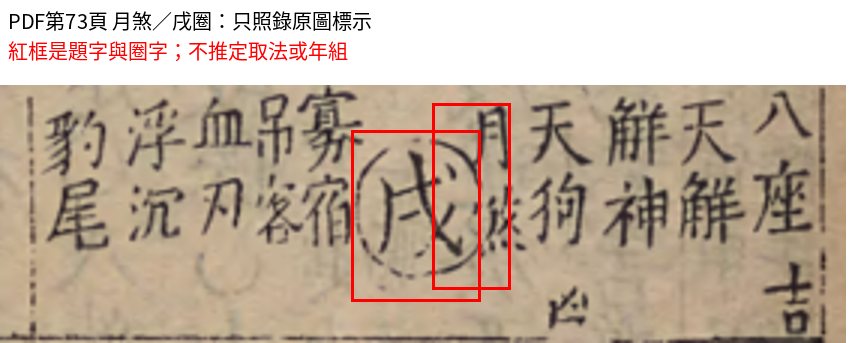 PDF第73頁 月煞／戌圈：只照錄原圖標示
紅框是題字與圈字；不推定取法或年組
八座 吉
天觧
觧神
天狗 凶
月煞
戌
寡宿
吊客
血刃
浮沉
豹尾